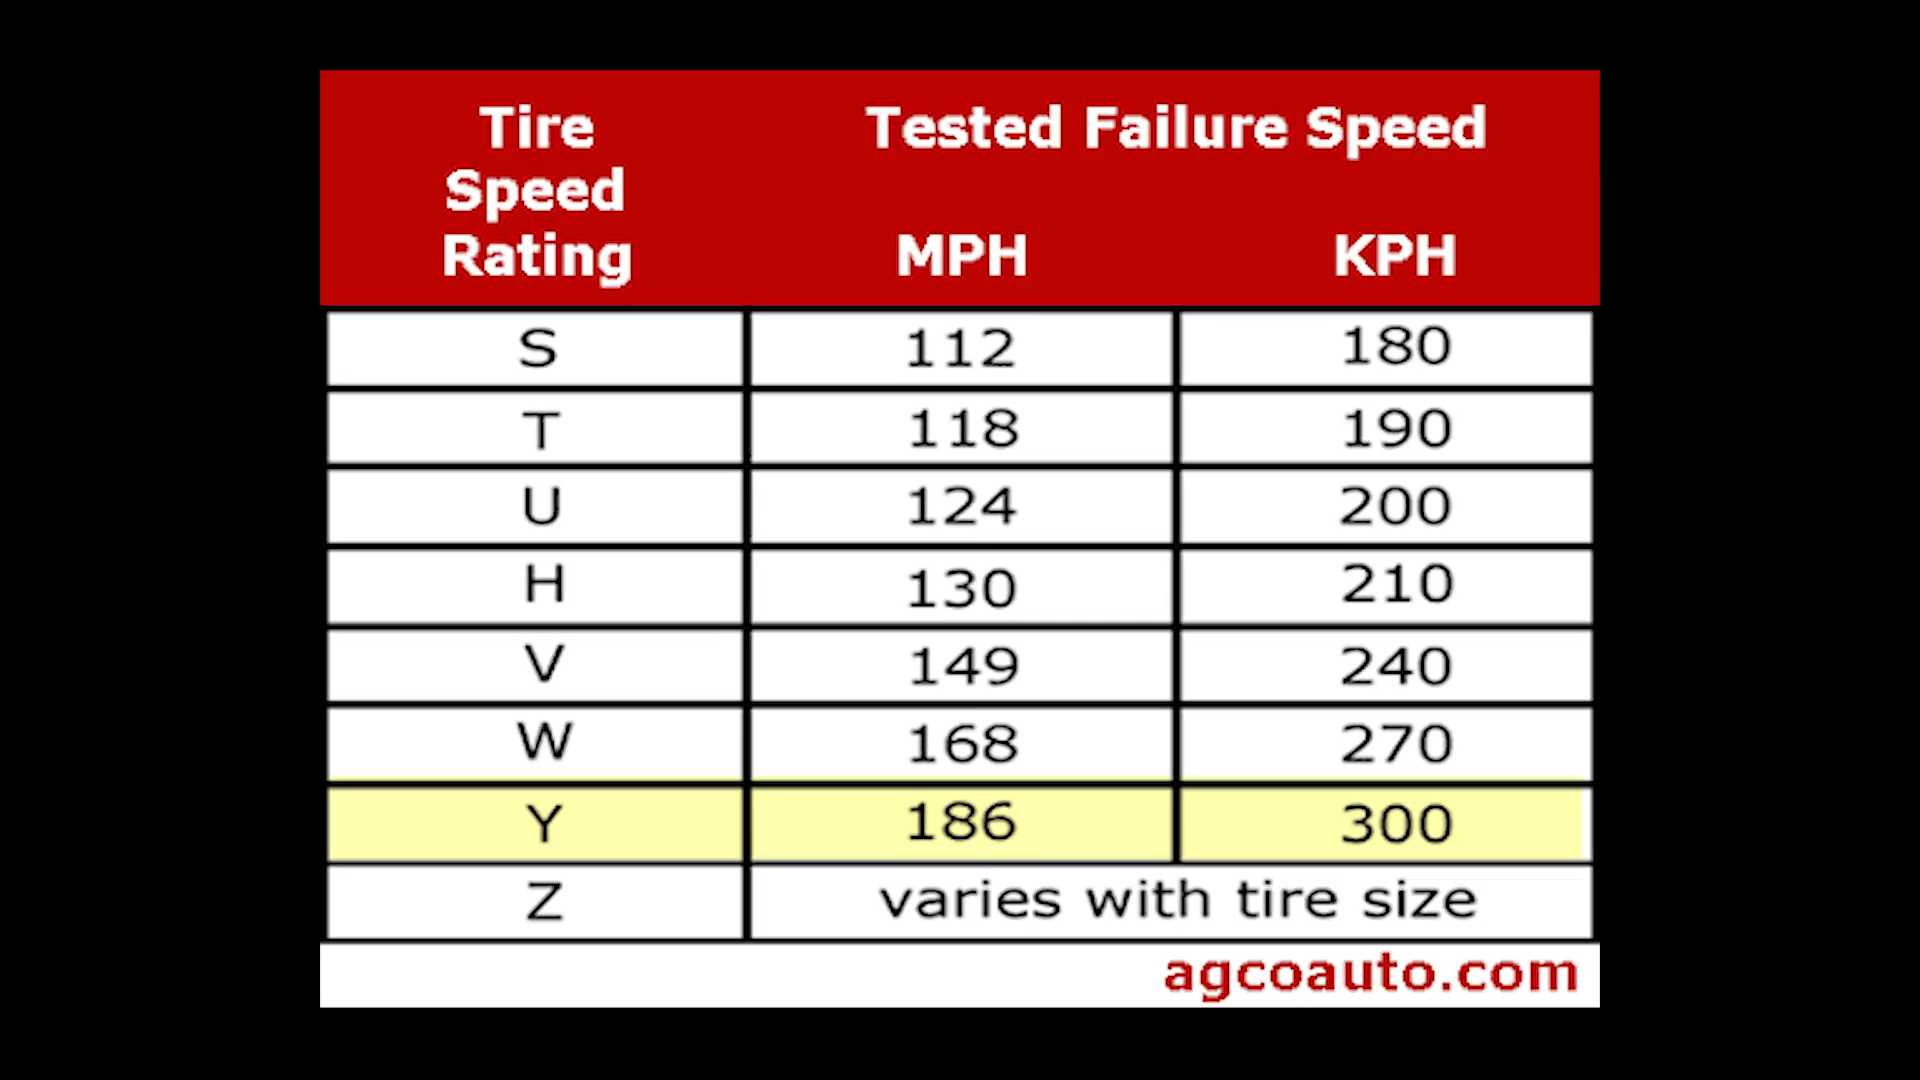 Tire Speed Rating
Tested Failure Speed
MPH KPH
S 112 180
T 118 190
U 124 200
H 130 210
V 149 240
W 168 270
Y 186 300
Z varies with tire size
agcoauto.com